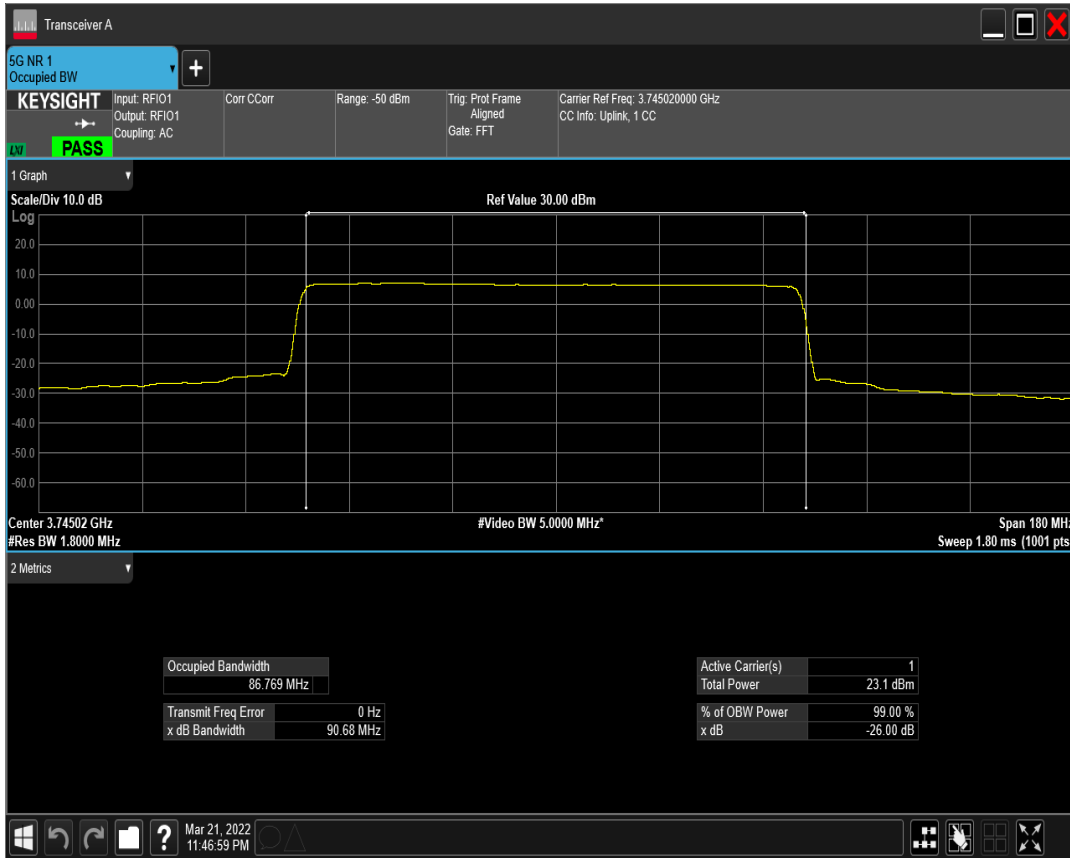 Transceiver A
5G NR 1
Occupied BW
KEYSIGHT
LXI
PASS
Input: RFIO1
Output: RFIO1
Coupling: AC
Corr CCorr
Range: -50 dBm
Trig: Prot Frame
Aligned
Gate: FFT
Carrier Ref Freq: 3.745020000 GHz
CC Info: Uplink, 1 CC
1 Graph
Scale/Div 10.0 dB
Ref Value 30.00 dBm
Log
20.0
10.0
0.00
-10.0
-20.0
-30.0
-40.0
-50.0
-60.0
Center 3.74502 GHz
#Video BW 5.0000 MHz*
Span 180 MHz
#Res BW 1.8000 MHz
Sweep 1.80 ms (1001 pts
2 Metrics
Occupied Bandwidth
86.769 MHz
Transmit Freq Error 0 Hz
x dB Bandwidth 90.68 MHz
Active Carrier(s) 1
Total Power 23.1 dBm
% of OBW Power 99.00 %
x dB -26.00 dB
?
Mar 21, 2022
11:46:59 PM